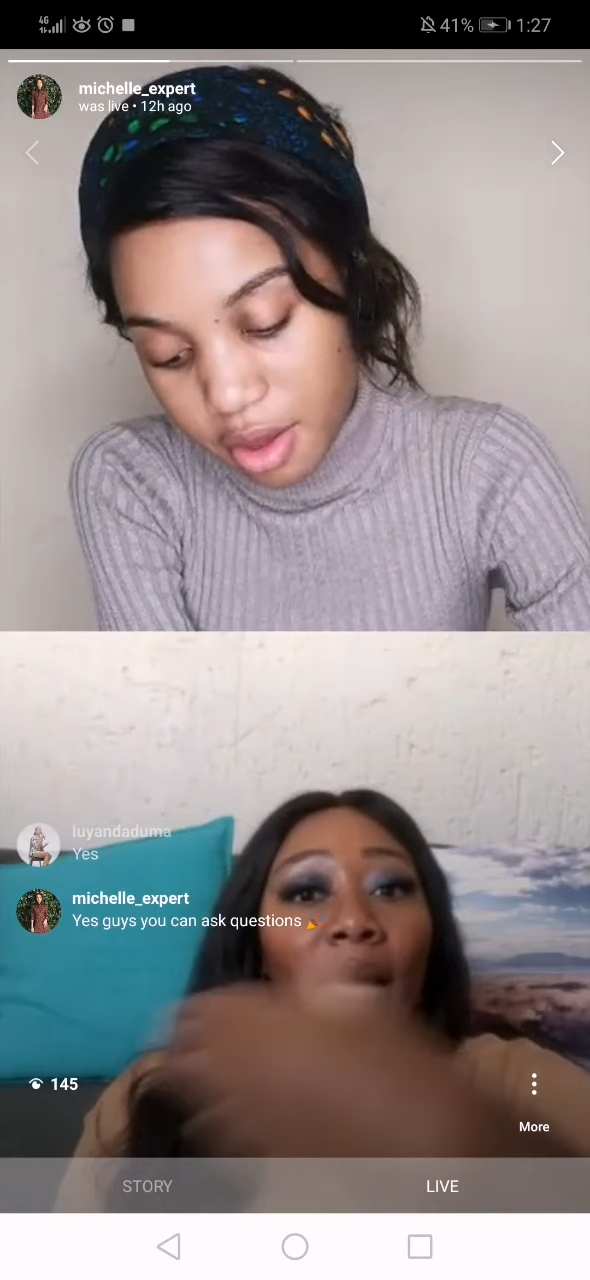 4G
41%
1:27
michelle_expert
was live • 12h ago
luyandaduma
Yes
michelle_expert
Yes guys you can ask questions 🎉
145
More
STORY
LIVE